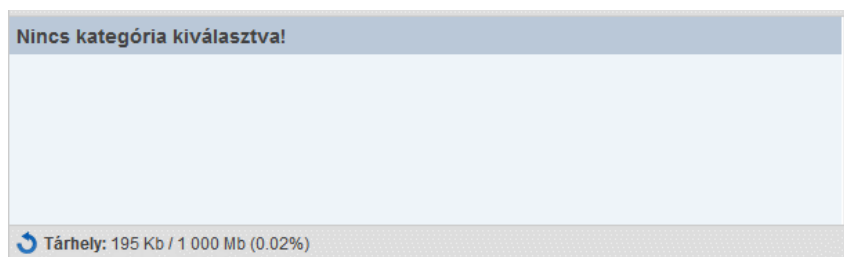 Nincs kategória kiválasztva!
Tárhely: 195 Kb / 1 000 Mb (0.02%)